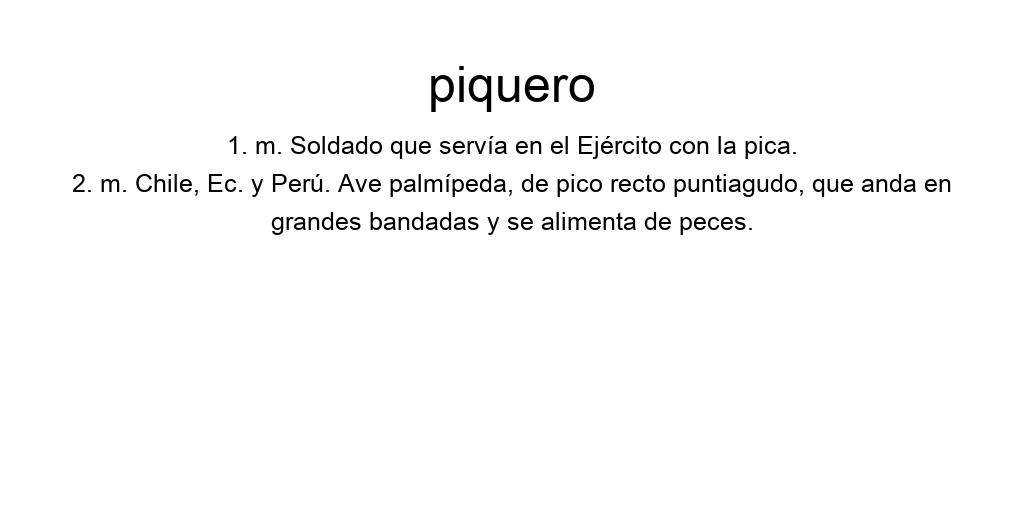 piquero
1. m. Soldado que servía en el Ejército con la pica.
2. m. Chile, Ec. y Perú. Ave palmípeda, de pico recto puntiagudo, que anda en
grandes bandadas y se alimenta de peces.